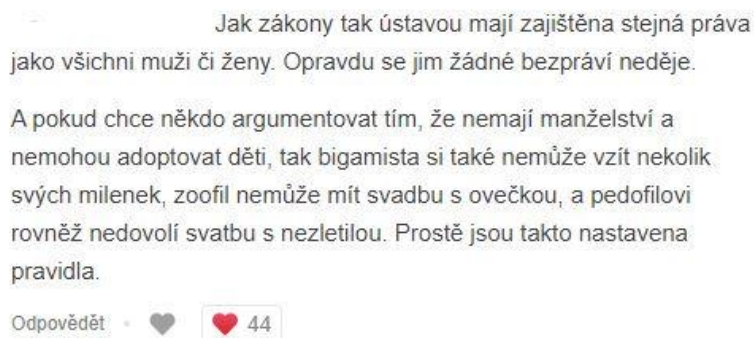 Jak zákony tak ústavou mají zajištěna stejná práva
jako všichni muži či ženy. Opravdu se jim žádné bezpráví neděje.
A pokud chce někdo argumentovat tím, že nemají manželství a
nemohou adoptovat děti, tak bigamista si také nemůže vzít nekolik
svých milenek, zoofil nemůže mít svadbu s ovečkou, a pedofilovi
rovněž nedovolí svatbu s nezletilou. Prostě jsou takto nastavena
pravidla.
Odpovědět 44